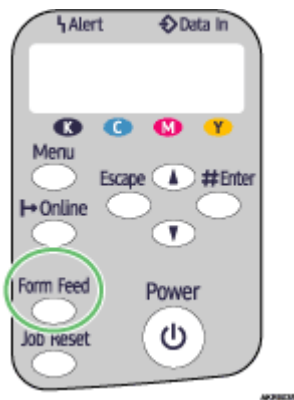 Alert Data In
K C M Y
Menu
Escape #Enter
Online
Form Feed
Power
Job Reset